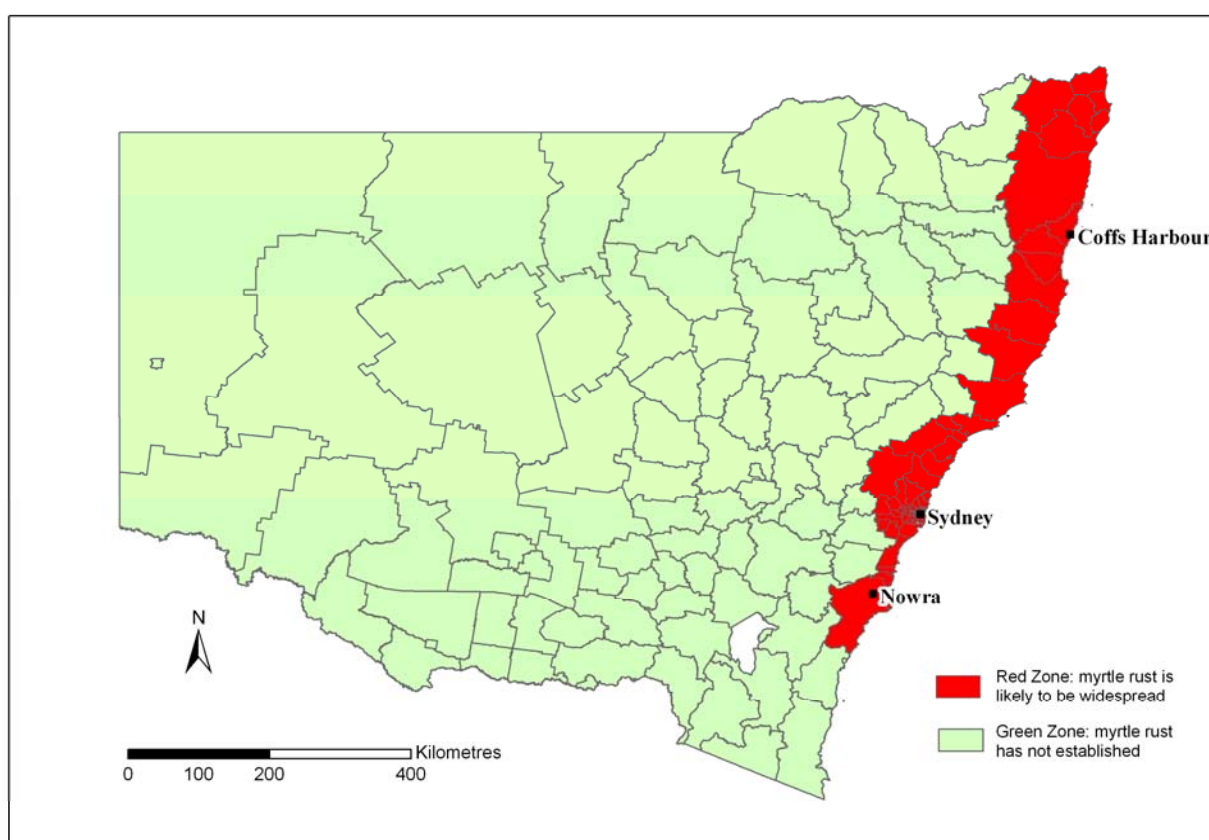 Coffs Harbour
Sydney
Nowra
N
Red Zone: myrtle rust is
likely to be widespread
Green Zone: myrtle rust
has not established
Kilometres
0 100 200 400